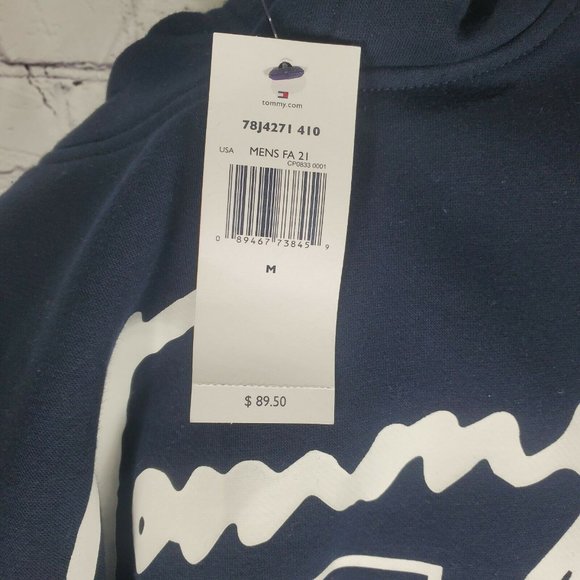 tommy.com
78J4271 410
USA MENS FA 21
CP0833 0001
0 89467 73845 9
M
$ 89.50